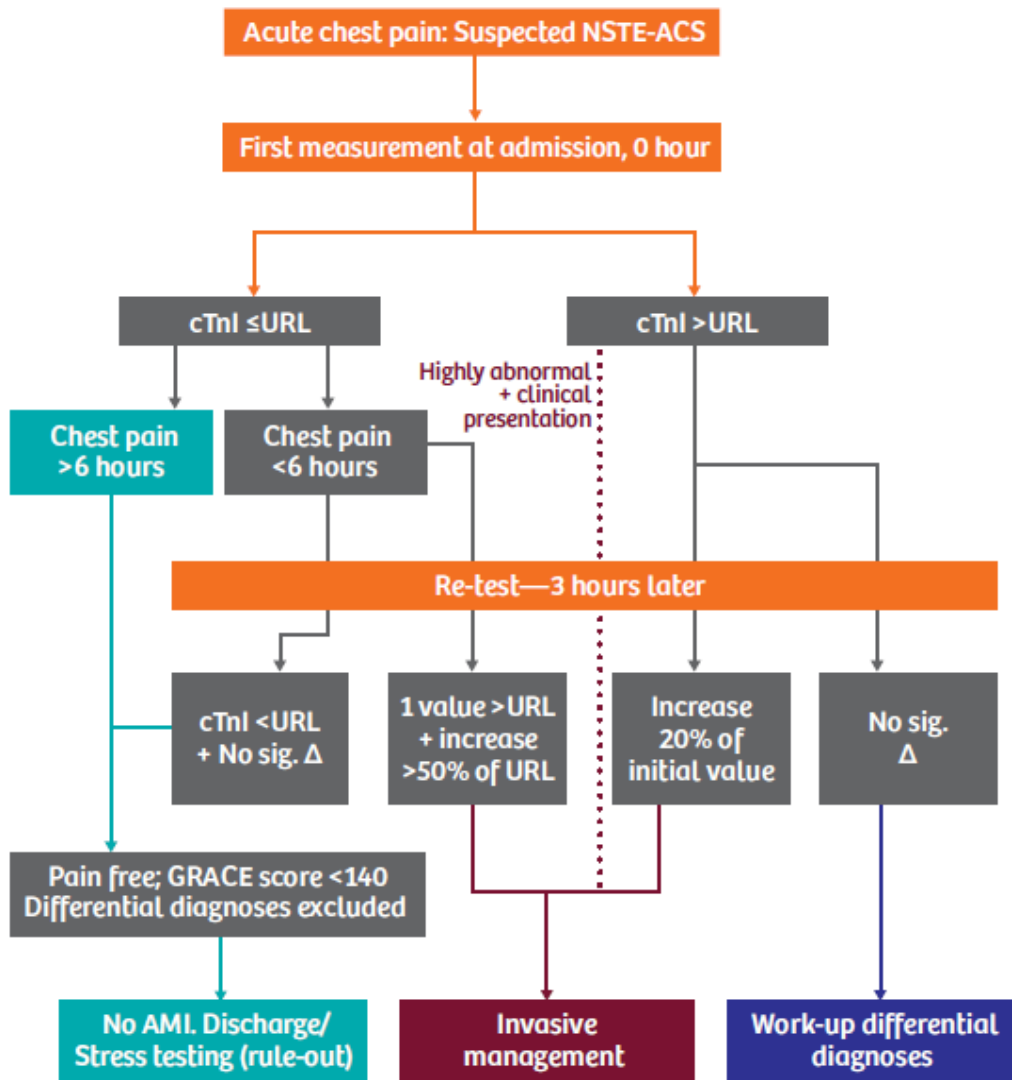 Acute chest pain: Suspected NSTE-ACS
First measurement at admission, 0 hour
cTnI ≤URL
cTnI >URL
Highly abnormal
+ clinical
presentation
Chest pain
>6 hours
Chest pain
<6 hours
Re-test—3 hours later
cTnI <URL
+ No sig. Δ
1 value >URL
+ increase
>50% of URL
Increase
20% of
initial value
No sig.
Δ
Pain free; GRACE score <140
Differential diagnoses excluded
No AMI. Discharge/
Stress testing (rule-out)
Invasive
management
Work-up differential
diagnoses